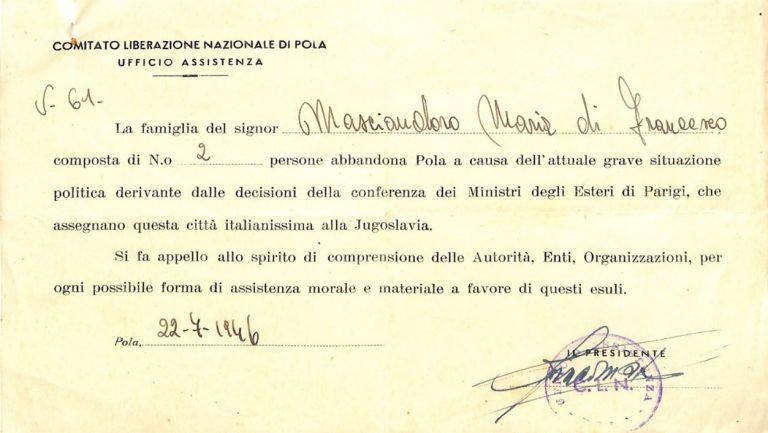 COMITATO LIBERAZIONE NAZIONALE DI POLA
UFFICIO ASSISTENZA
La famiglia del signor Masciandoro Maria di Francesco
composta di N.o 2 persone abbandona Pola a causa dell'attuale grave situazione
politica derivante dalle decisioni della conferenza dei Ministri degli Esteri di Parigi, che
assegnano questa città italianissima alla Jugoslavia.
Si fa appello allo spirito di comprensione delle Autorità, Enti, Organizzazioni, per
ogni possibile forma di assistenza morale e materiale a favore di questi esuli.
Pola, 22-7-1946
IL PRESIDENTE
C. L. N.